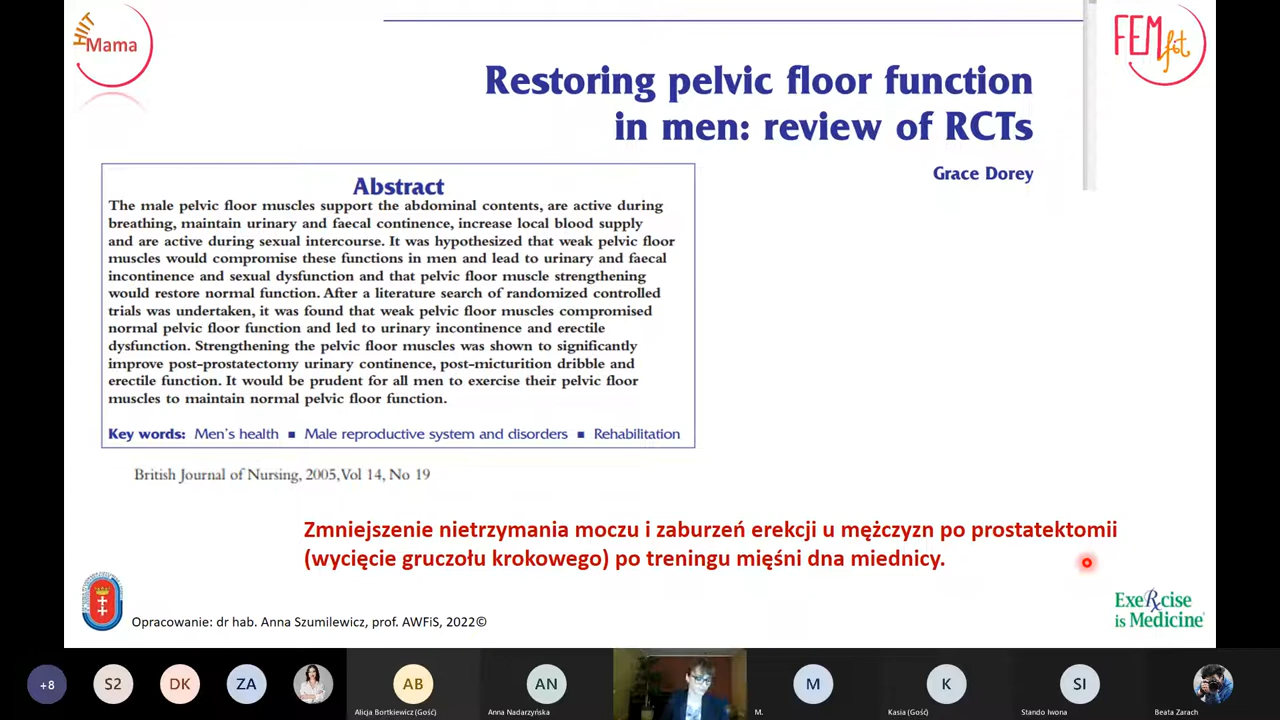 HIIT
Mama
FEM
fit
Restoring pelvic floor function
in men: review of RCTs
Grace Dorey
Abstract
The male pelvic floor muscles support the abdominal contents, are active during
breathing, maintain urinary and faecal continence, increase local blood supply
and are active during sexual intercourse. It was hypothesized that weak pelvic floor
muscles would compromise these functions in men and lead to urinary and faecal
incontinence and sexual dysfunction and that pelvic floor muscle strengthening
would restore normal function. After a literature search of randomized controlled
trials was undertaken, it was found that weak pelvic floor muscles compromised
normal pelvic floor function and led to urinary incontinence and erectile
dysfunction. Strengthening the pelvic floor muscles was shown to significantly
improve post-prostatectomy urinary continence, post-micturition dribble and
erectile function. It would be prudent for all men to exercise their pelvic floor
muscles to maintain normal pelvic floor function.
Key words: Men's health ■ Male reproductive system and disorders ■ Rehabilitation
British Journal of Nursing, 2005, Vol 14, No 19
Zmniejszenie nietrzymania moczu i zaburzeń erekcji u mężczyzn po prostatektomii
(wycięcie gruczołu krokowego) po treningu mięśni dna miednicy.
Opracowanie: dr hab. Anna Szumilewicz, prof. AWFiS, 2022©
ExeRxcise
is Medicine®
+8
S2
DK
ZA
AB
AN
M
K
SI
Alicja Bortkiewicz (Gość)
Anna Nadarzyńska
M.
Kasia (Gość)
Stando Iwona
Beata Zarach